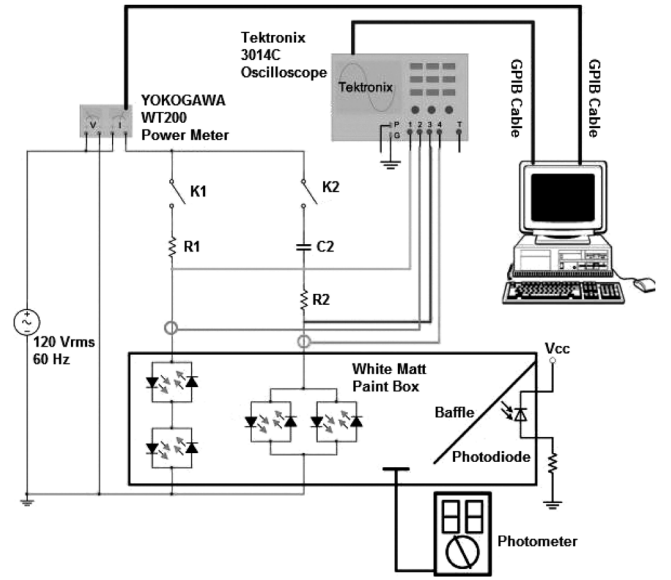 Tektronix
3014C
Oscilloscope
Tektronix
P
G
1 2 3 4
T
GPIB Cable
GPIB Cable
YOKOGAWA
WT200
Power Meter
V
I
K1
K2
R1
C2
R2
120 Vrms
60 Hz
White Matt
Paint Box
Vcc
Baffle
Photodiode
Photometer